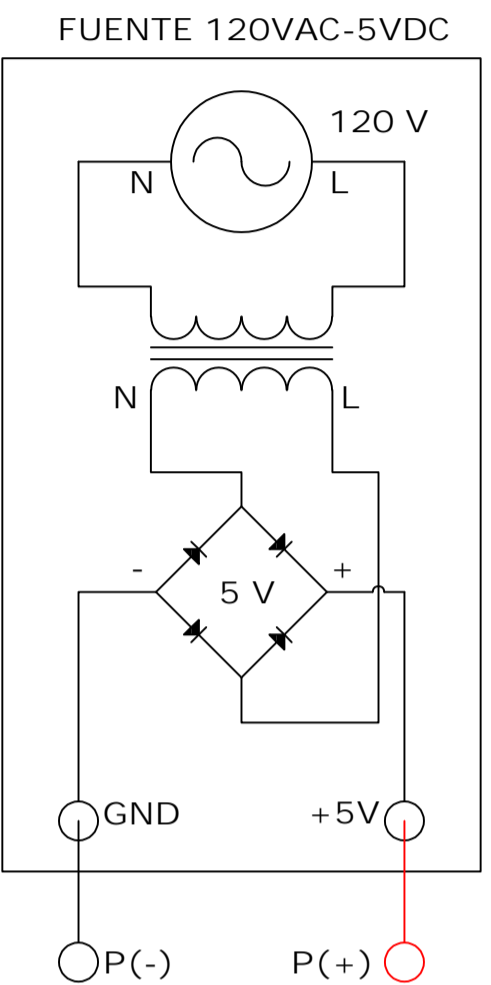 FUENTE 120VAC-5VDC
120 V
N L
N L
- +
5 V
GND +5V
P(-) P(+)